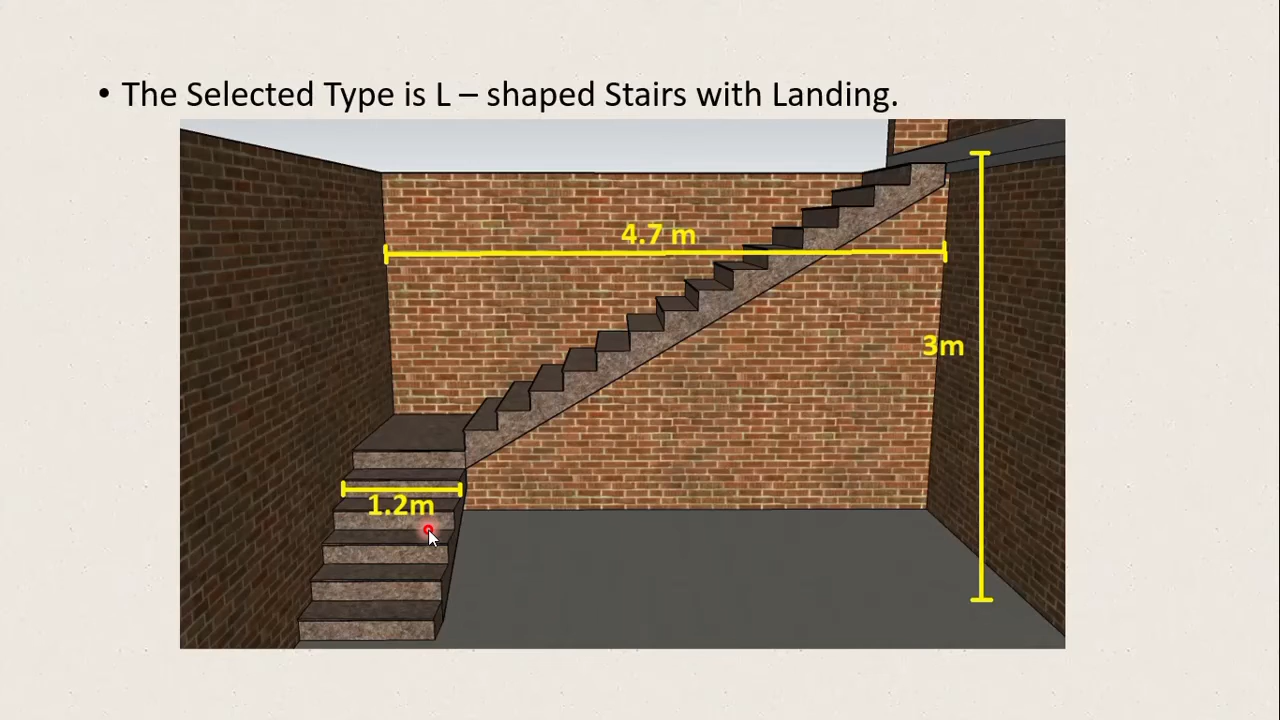 • The Selected Type is L – shaped Stairs with Landing.
4.7 m
3m
1.2m